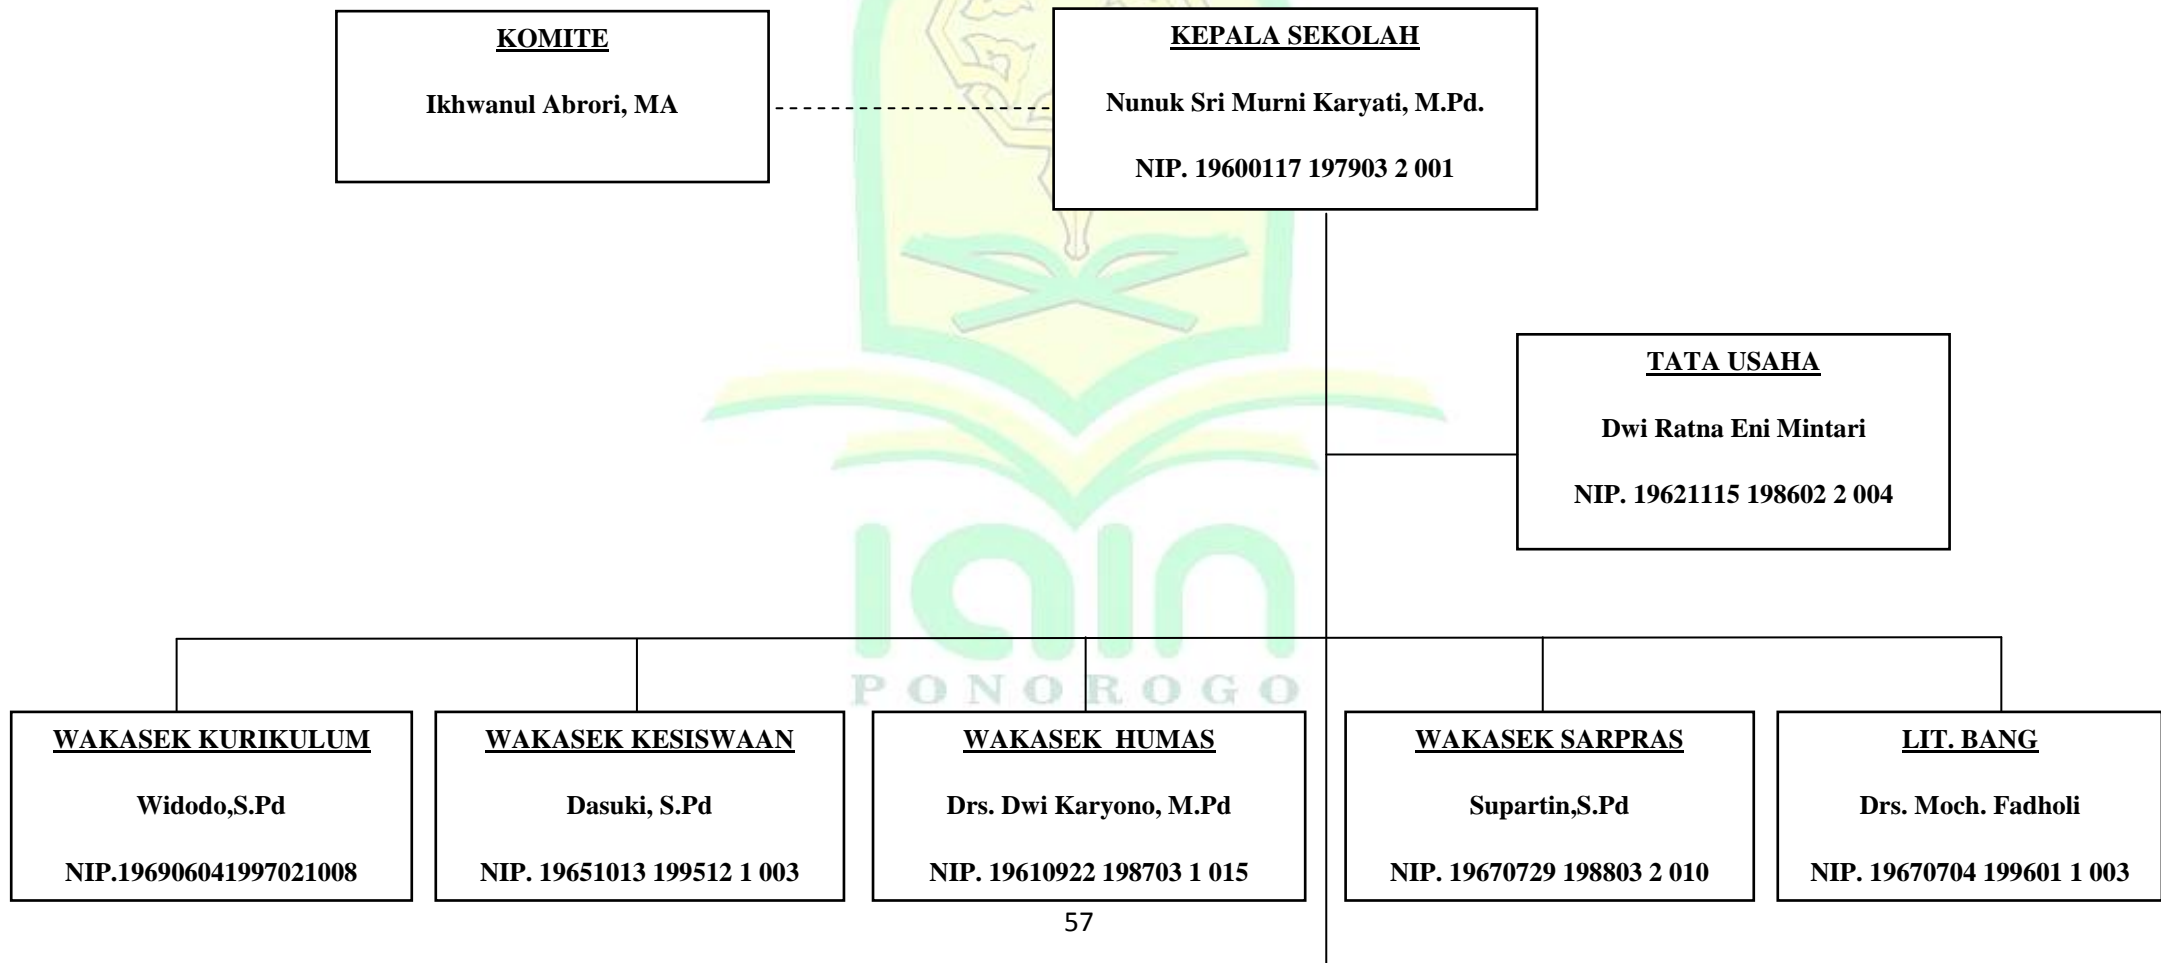 KOMITE
Ikhwanul Abrori, MA
KEPALA SEKOLAH
Nunuk Sri Murni Karyati, M.Pd.
NIP. 19600117 197903 2 001
TATA USAHA
Dwi Ratna Eni Mintari
NIP. 19621115 198602 2 004
iain
PONOROGO
WAKASEK KURIKULUM
Widodo,S.Pd
NIP.196906041997021008
WAKASEK KESISWAAN
Dasuki, S.Pd
NIP. 19651013 199512 1 003
WAKASEK  HUMAS
Drs. Dwi Karyono, M.Pd
NIP. 19610922 198703 1 015
WAKASEK SARPRAS
Supartin,S.Pd
NIP. 19670729 198803 2 010
LIT. BANG
Drs. Moch. Fadholi
NIP. 19670704 199601 1 003
57